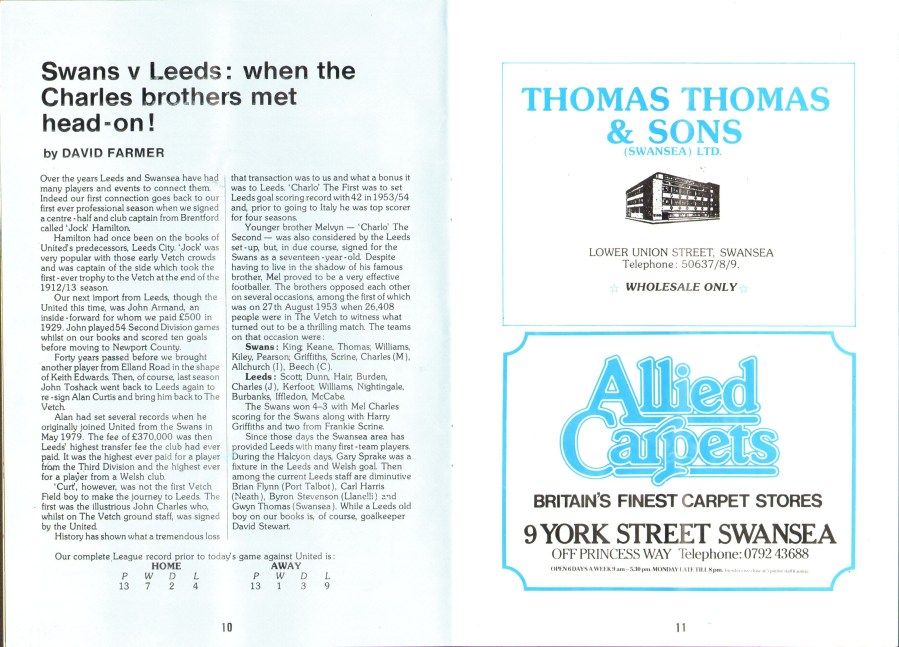 Swans v Leeds: when the
Charles brothers met
head-on!
by DAVID FARMER
Over the years Leeds and Swansea have had
many players and events to connect them.
Indeed our first connection goes back to our
first ever professional season when we signed
a centre-half and club captain from Brentford
called 'Jock' Hamilton.
Hamilton had once been on the books of
United's predecessors, Leeds City. 'Jock' was
very popular with those early Vetch crowds
and was captain of the side which took the
first-ever trophy to the Vetch at the end of the
1912/13 season.
Our next import from Leeds, though the
United this time, was John Armand, an
inside-forward for whom we paid £500 in
1929. John played 54 Second Division games
whilst on our books and scored ten goals
before moving to Newport County.
Forty years passed before we brought
another player from Elland Road in the shape
of Keith Edwards. Then, of course, last season
John Toshack went back to Leeds again to
re-sign Alan Curtis and bring him back to The
Vetch.
Alan had set several records when he
originally joined United from the Swans in
May 1979. The fee of £370,000 was then
Leeds' highest transfer fee the club had ever
paid. It was the highest ever paid for a player
from the Third Division and the highest ever
for a player from a Welsh club.
'Curt', however, was not the first Vetch
Field boy to make the journey to Leeds. The
first was the illustrious John Charles who,
whilst on The Vetch ground staff, was signed
by the United.
History has shown what a tremendous loss
that transaction was to us and what a bonus it
was to Leeds. 'Charlo' The First was to set
Leeds goal scoring record with 42 in 1953/54
and, prior to going to Italy he was top scorer
for four seasons.
Younger brother Melvyn — 'Charlo' The
Second — was also considered by the Leeds
set-up, but, in due course, signed for the
Swans as a seventeen-year-old. Despite
having to live in the shadow of his famous
brother, Mel proved to be a very effective
footballer. The brothers opposed each other
on several occasions, among the first of which
was on 27th August 1953 when 26,408
people were in The Vetch to witness what
turned out to be a thrilling match. The teams
on that occasion were:
Swans: King; Keane, Thomas; Williams,
Kiley, Pearson; Griffiths, Scrine, Charles (M),
Allchurch (I), Beech (C).
Leeds: Scott; Dunn, Hair; Burden,
Charles (J), Kerfoot; Williams, Nightingale,
Burbanks, Iffledon, McCabe.
The Swans won 4–3 with Mel Charles
scoring for the Swans along with Harry
Griffiths and two from Frankie Scrine.
Since those days the Swansea area has
provided Leeds with many first-team players.
During the Halcyon days, Gary Sprake was a
fixture in the Leeds and Welsh goal. Then
among the current Leeds staff are diminutive
Brian Flynn (Port Talbot), Carl Harris
(Neath), Byron Stevenson (Llanelli) and
Gwyn Thomas (Swansea). While a Leeds old
boy on our books is, of course, goalkeeper
David Stewart.
Our complete League record prior to today's game against United is:
HOME AWAY
P W D L P W D L
13 7 2 4 13 1 3 9
10
THOMAS THOMAS
& SONS
(SWANSEA) LTD.
LOWER UNION STREET, SWANSEA
Telephone: 50637/8/9.
☆ WHOLESALE ONLY ☆
Allied
Carpets
BRITAIN'S FINEST CARPET STORES
9 YORK STREET SWANSEA
OFF PRINCESS WAY Telephone: 0792 43688
OPEN 6 DAYS A WEEK 9 am – 5.30 pm. MONDAY LATE TILL 8 pm.
11